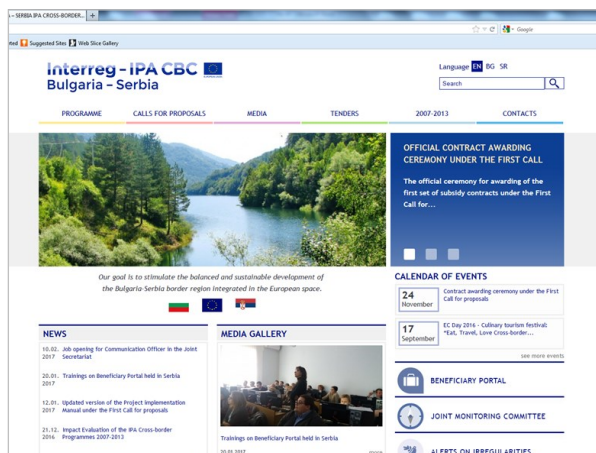 – SERBIA IPA CROSS-BORDER...
Google
Suggested Sites Web Slice Gallery
Interreg - IPA CBC
Bulgaria - Serbia
Language EN BG SR
Search
PROGRAMME CALLS FOR PROPOSALS MEDIA TENDERS 2007-2013 CONTACTS
OFFICIAL CONTRACT AWARDING
CEREMONY UNDER THE FIRST CALL
The official ceremony for awarding of the
first set of subsidy contracts under the First
Call for...
Our goal is to stimulate the balanced and sustainable development of
the Bulgaria-Serbia border region integrated in the European space.
CALENDAR OF EVENTS
24
November
Contract awarding ceremony under the First
Call for proposals
17
September
EC Day 2016 - Culinary tourism festival:
"Eat, Travel, Love Cross-border...
see more events
NEWS
10.02.
2017
Job opening for Communication Officer in the Joint
Secretariat
20.01.
2017
Trainings on Beneficiary Portal held in Serbia
12.01.
2017
Updated version of the Project Implementation
Manual under the First Call for proposals
21.12.
2016
Impact Evaluation of the IPA Cross-border
Programmes 2007-2013
MEDIA GALLERY
Trainings on Beneficiary Portal held in Serbia
20.01.2017
more
BENEFICIARY PORTAL
JOINT MONITORING COMMITTEE
ALERTS ON IRREGULARITIES